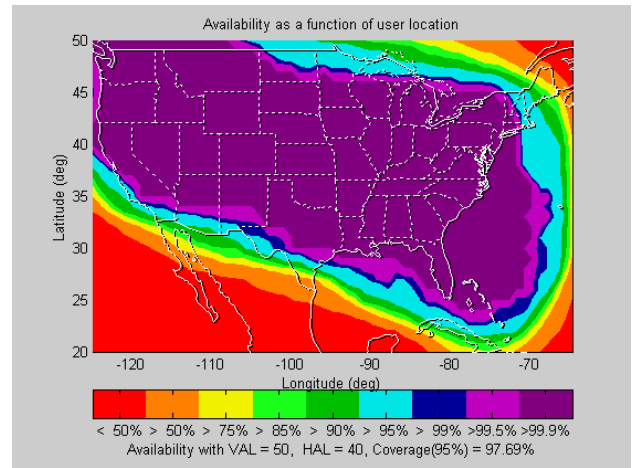 Availability as a function of user location
50
45
40
35
30
25
20
Latitude (deg)
-120 -110 -100 -90 -80 -70
Longitude (deg)
< 50% > 50% > 75% > 85% > 90% > 95% > 99% >99.5% >99.9%
Availability with VAL = 50, HAL = 40, Coverage(95%) = 97.69%